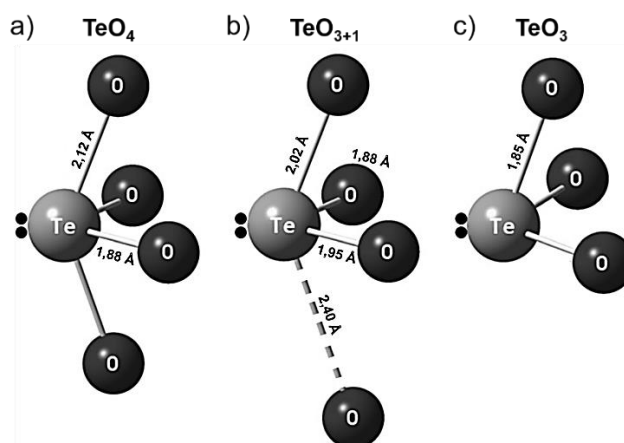 a) TeO₄
b) TeO₃₊₁
c) TeO₃
O
2,12 Å
O
Te
O
1,88 Å
O
O
2,02 Å
1,88 Å
O
Te
O
1,95 Å
2,40 Å
O
O
1,85 Å
O
Te
O